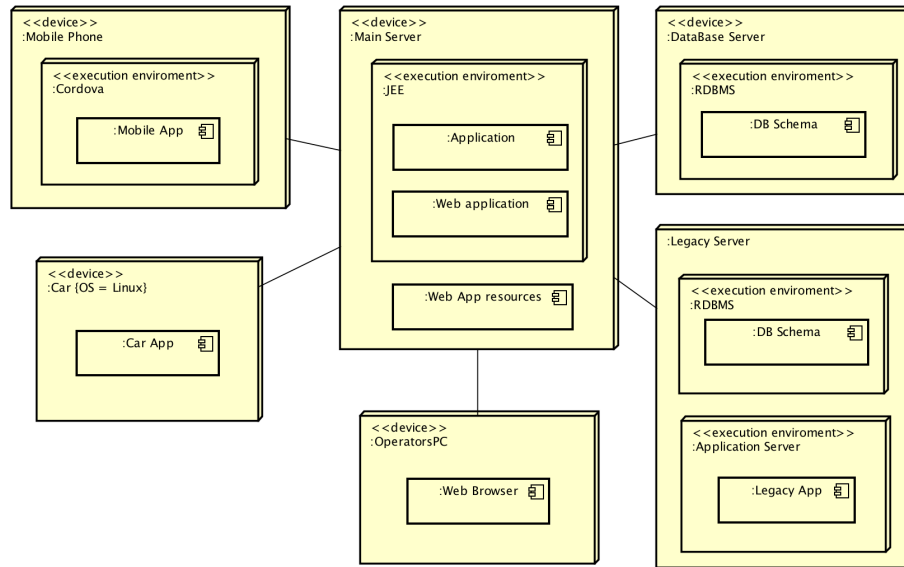 <<device>>
:Mobile Phone
<<execution enviroment>>
:Cordova
:Mobile App
<<device>>
:Main Server
<<execution enviroment>>
:JEE
:Application
:Web application
:Web App resources
<<device>>
:DataBase Server
<<execution enviroment>>
:RDBMS
:DB Schema
<<device>>
:Car {OS = Linux}
:Car App
:Legacy Server
<<execution enviroment>>
:RDBMS
:DB Schema
<<execution enviroment>>
:Application Server
:Legacy App
<<device>>
:OperatorsPC
:Web Browser